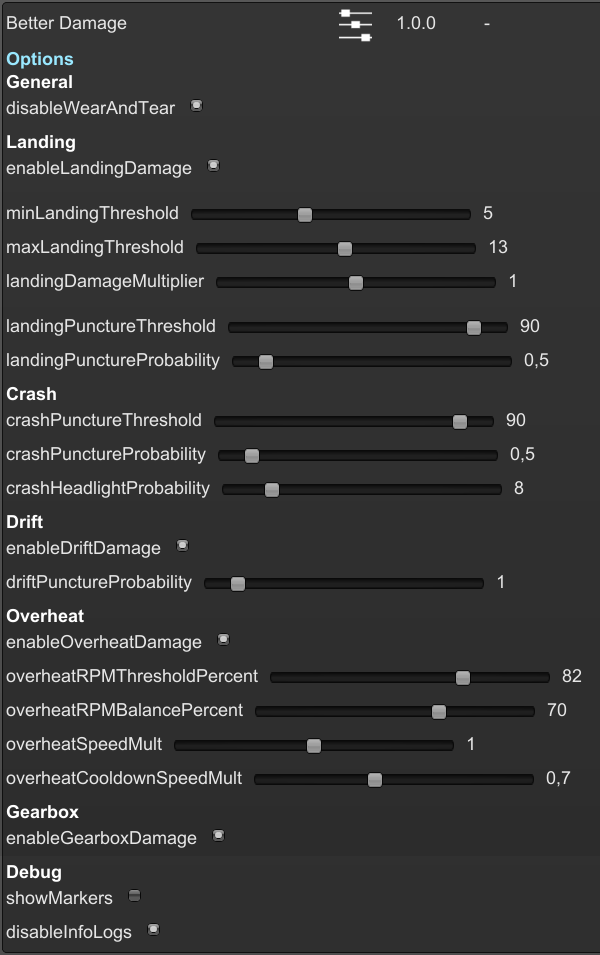 Better Damage 1.0.0 -
Options
General
disableWearAndTear
Landing
enableLandingDamage
minLandingThreshold 5
maxLandingThreshold 13
landingDamageMultiplier 1
landingPunctureThreshold 90
landingPunctureProbability 0,5
Crash
crashPunctureThreshold 90
crashPunctureProbability 0,5
crashHeadlightProbability 8
Drift
enableDriftDamage
driftPunctureProbability 1
Overheat
enableOverheatDamage
overheatRPMThresholdPercent 82
overheatRPMBalancePercent 70
overheatSpeedMult 1
overheatCooldownSpeedMult 0,7
Gearbox
enableGearboxDamage
Debug
showMarkers
disableInfoLogs